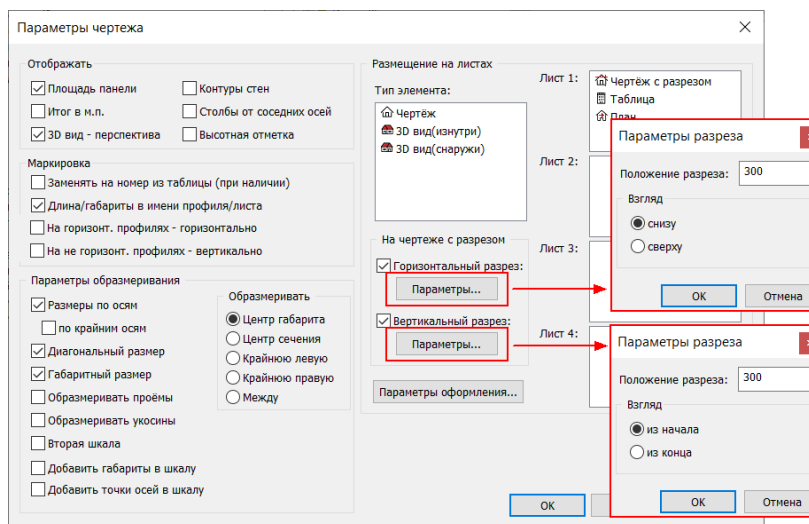 Параметры чертежа
Отображать
Площадь панели
Контуры стен
Итог в м.п.
Столбы от соседних осей
3D вид - перспектива
Высотная отметка
Маркировка
Заменять на номер из таблицы (при наличии)
Длина/габариты в имени профиля/листа
На горизонт. профилях - горизонтально
На не горизонт. профилях - вертикально
Параметры образмеривания
Размеры по осям
по крайним осям
Диагональный размер
Габаритный размер
Образмеривать проёмы
Образмеривать укосины
Вторая шкала
Добавить габариты в шкалу
Добавить точки осей в шкалу
Образмеривать
Центр габарита
Центр сечения
Крайнюю левую
Крайнюю правую
Между
Размещение на листах
Тип элемента:
Чертёж
3D вид(изнутри)
3D вид(снаружи)
На чертеже с разрезом
Горизонтальный разрез:
Параметры...
Вертикальный разрез:
Параметры...
Параметры оформления...
Лист 1:
Чертёж с разрезом
Таблица
План
Лист 2:
Лист 3:
Лист 4:
OK
Параметры разреза
Положение разреза:
300
Взгляд
снизу
сверху
OK
Отмена
Параметры разреза
Положение разреза:
300
Взгляд
из начала
из конца
OK
Отмена